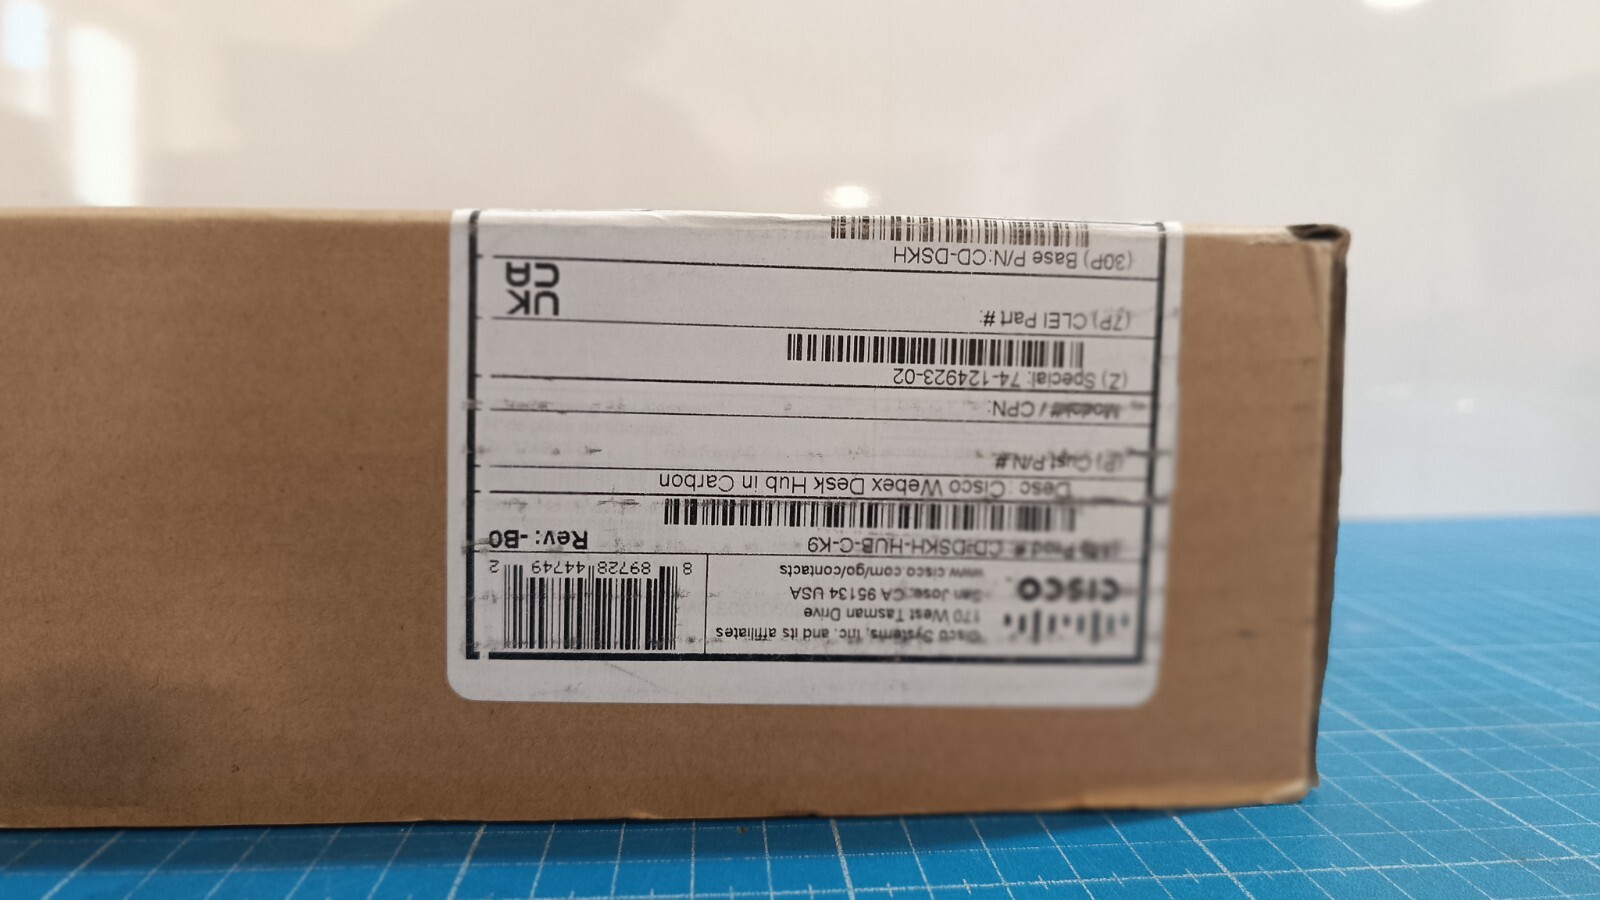 CISCO
Cisco Systems, Inc. and its affiliates
170 West Tasman Drive
San Jose, CA 95134 USA
www.cisco.com/go/contacts
8 89728 44749 2
Prod #: CD-DSKH-HUB-C-K9
Rev: -B0
Desc: Cisco Webex Desk Hub in Carbon
(P) Cust P/N #:
Model# / CPN:
(Z) Special: 74-124923-02
(7P) CLEI Part #:
UK
CA
(30P) Base P/N: CD-DSKH